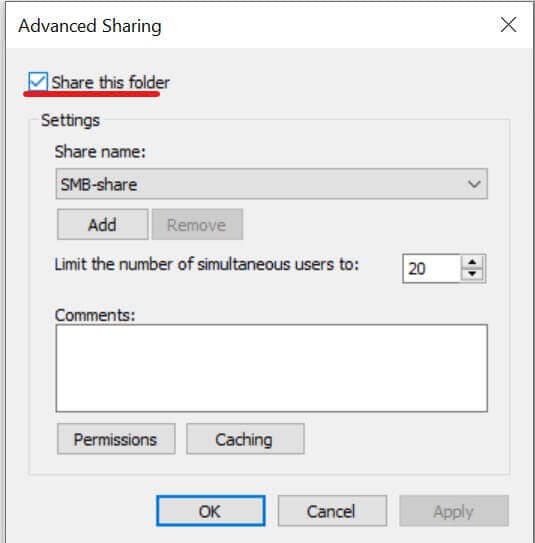 Advanced Sharing
Share this folder
Settings
Share name:
SMB-share
Add Remove
Limit the number of simultaneous users to: 20
Comments:
Permissions Caching
OK Cancel Apply